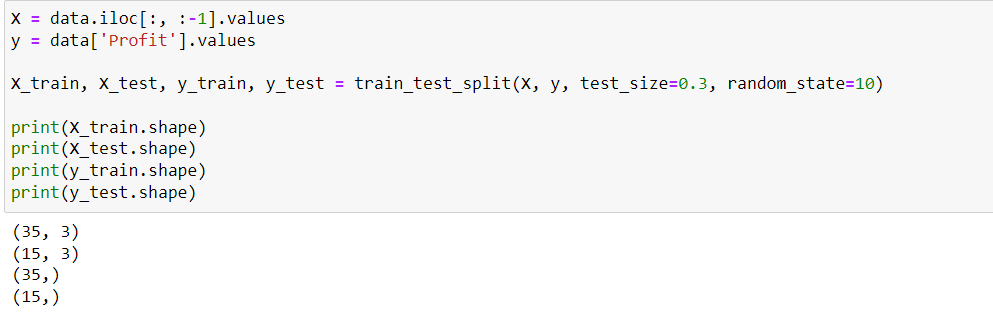 X = data.iloc[:, :-1].values
y = data['Profit'].values
X_train, X_test, y_train, y_test = train_test_split(X, y, test_size=0.3, random_state=10)
print(X_train.shape)
print(X_test.shape)
print(y_train.shape)
print(y_test.shape)
(35, 3)
(15, 3)
(35,)
(15,)